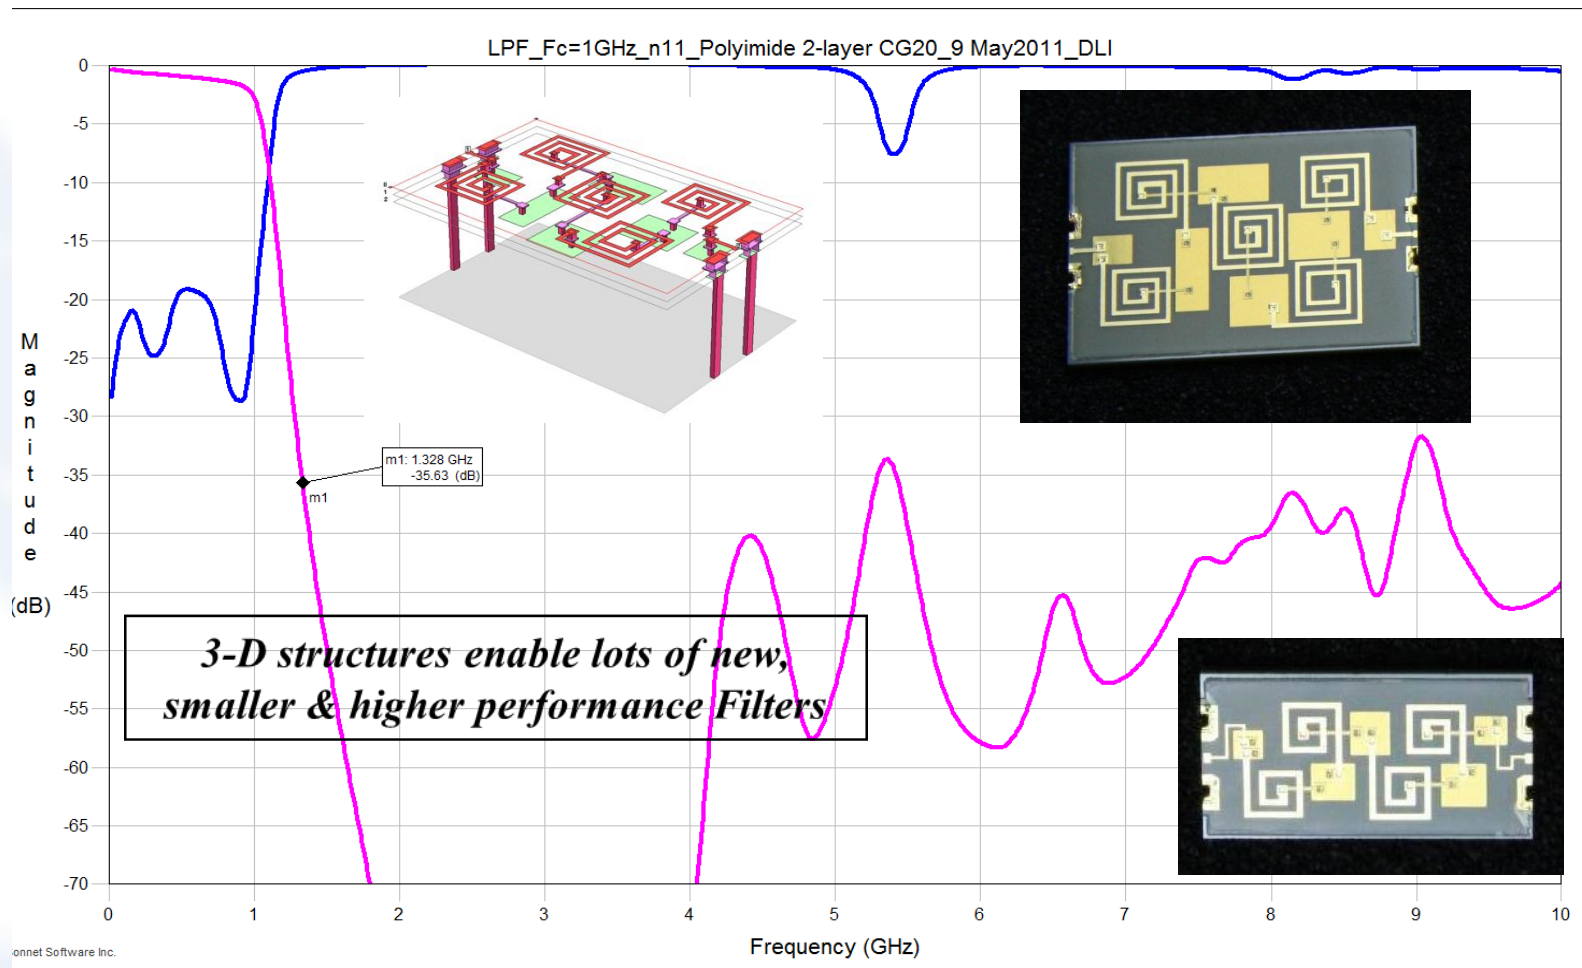 LPF_Fc=1GHz_n11_Polyimide 2-layer CG20_9 May2011_DLI
0
-5
-10
-15
-20
-25
-30
-35
-40
-45
-50
-55
-60
-65
-70
Magnitude
(dB)
m1: 1.328 GHz
-35.63 (dB)
m1
3-D structures enable lots of new,
smaller & higher performance Filters
0 1 2 3 4 5 6 7 8 9 10
Frequency (GHz)
onnet Software Inc.